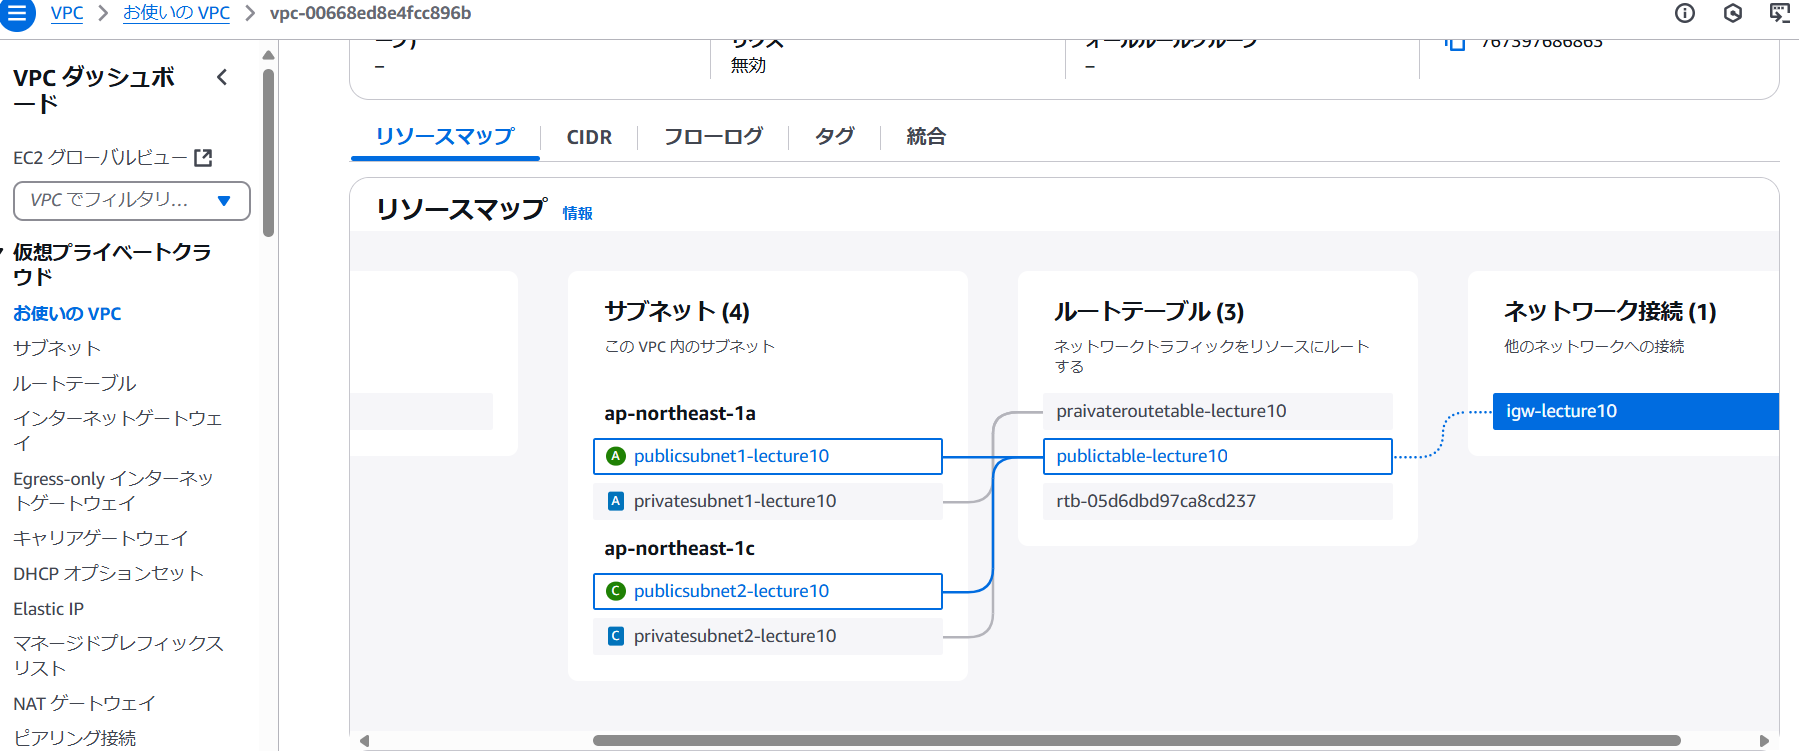 VPC
お使いの VPC
vpc-00668ed8e4fcc896b
VPC ダッシュボ
ード
EC2 グローバルビュー
VPC でフィルタリ...
仮想プライベートクラ
ウド
お使いの VPC
サブネット
ルートテーブル
インターネットゲートウェ
イ
Egress-only インターネッ
トゲートウェイ
キャリアゲートウェイ
DHCP オプションセット
Elastic IP
マネージドプレフィックス
リスト
NAT ゲートウェイ
ピアリング接続
–
無効
–
767397686863
リソースマップ
CIDR
フローログ
タグ
統合
リソースマップ 情報
サブネット (4)
この VPC 内のサブネット
ap-northeast-1a
A publicsubnet1-lecture10
A privatesubnet1-lecture10
ap-northeast-1c
C publicsubnet2-lecture10
C privatesubnet2-lecture10
ルートテーブル (3)
ネットワークトラフィックをリソースにルート
する
praivateroutetable-lecture10
publictable-lecture10
rtb-05d6dbd97ca8cd237
ネットワーク接続 (1)
他のネットワークへの接続
igw-lecture10